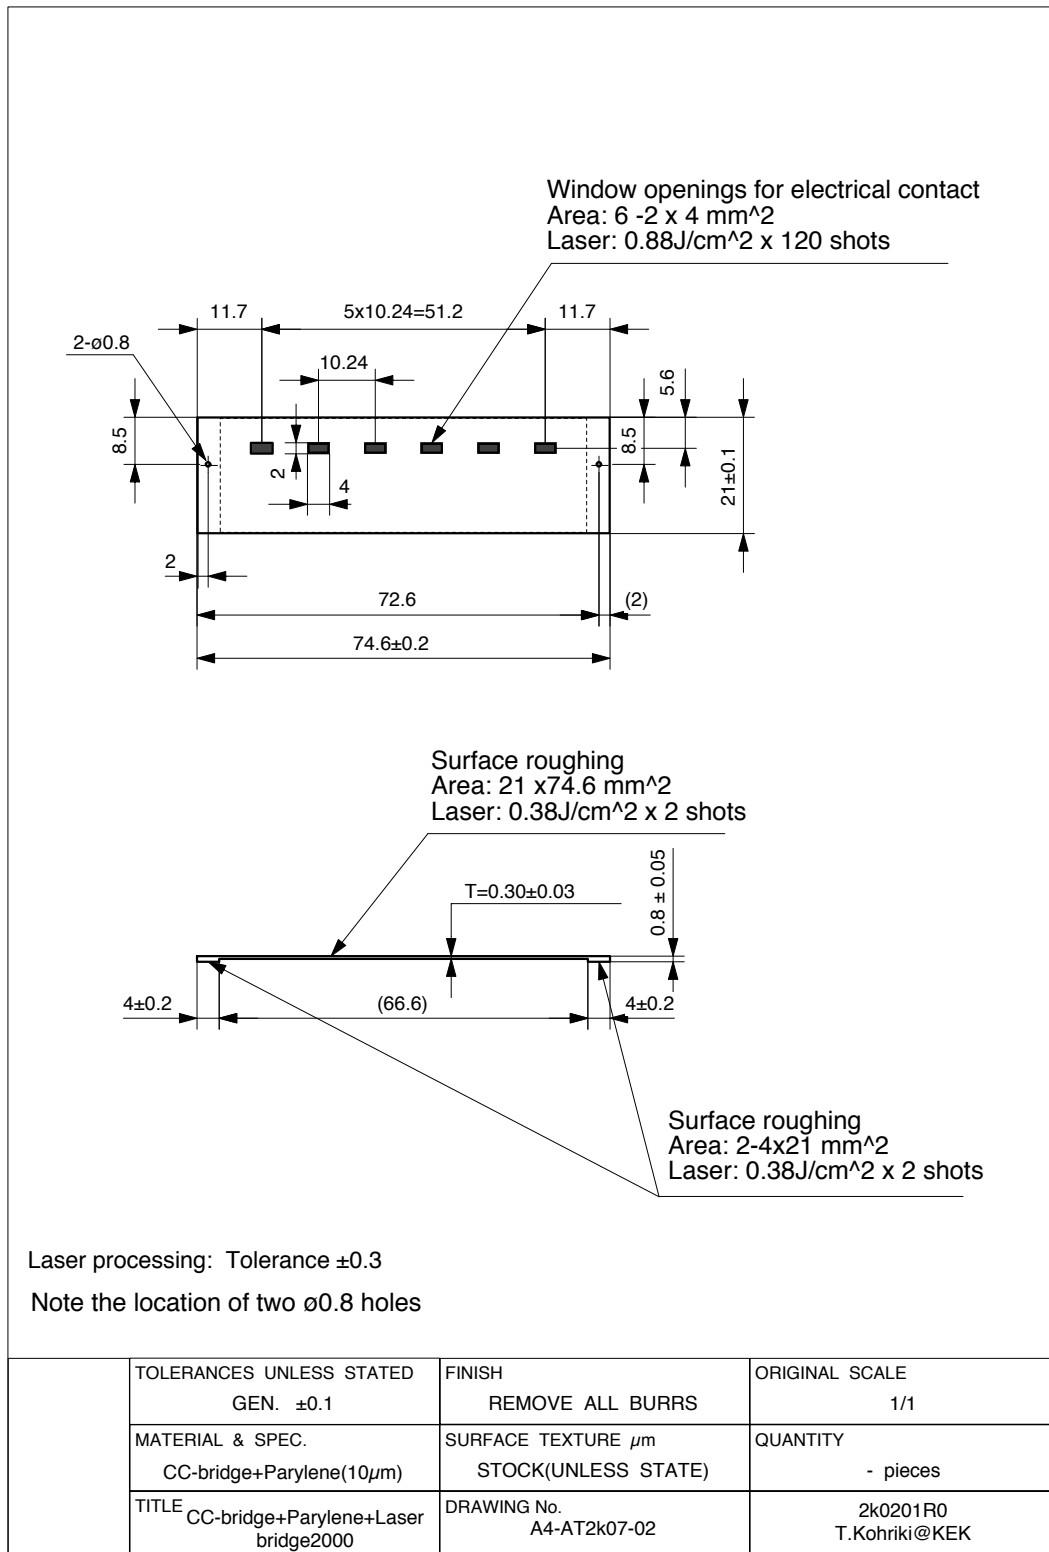 Window openings for electrical contact
Area: 6 -2 x 4 mm^2
Laser: 0.88J/cm^2 x 120 shots
11.7
5x10.24=51.2
11.7
2-ø0.8
10.24
5.6
8.5
8.5
2
4
21±0.1
2
72.6
(2)
74.6±0.2
Surface roughing
Area: 21 x74.6 mm^2
Laser: 0.38J/cm^2 x 2 shots
T=0.30±0.03
0.8 ± 0.05
4±0.2
(66.6)
4±0.2
Surface roughing
Area: 2-4x21 mm^2
Laser: 0.38J/cm^2 x 2 shots
Laser processing: Tolerance ±0.3
Note the location of two ø0.8 holes
TOLERANCES UNLESS STATED
GEN. ±0.1
FINISH
REMOVE ALL BURRS
ORIGINAL SCALE
1/1
MATERIAL & SPEC.
CC-bridge+Parylene(10µm)
SURFACE TEXTURE µm
STOCK(UNLESS STATE)
QUANTITY
- pieces
TITLE CC-bridge+Parylene+Laser
bridge2000
DRAWING No.
A4-AT2k07-02
2k0201R0
T.Kohriki@KEK